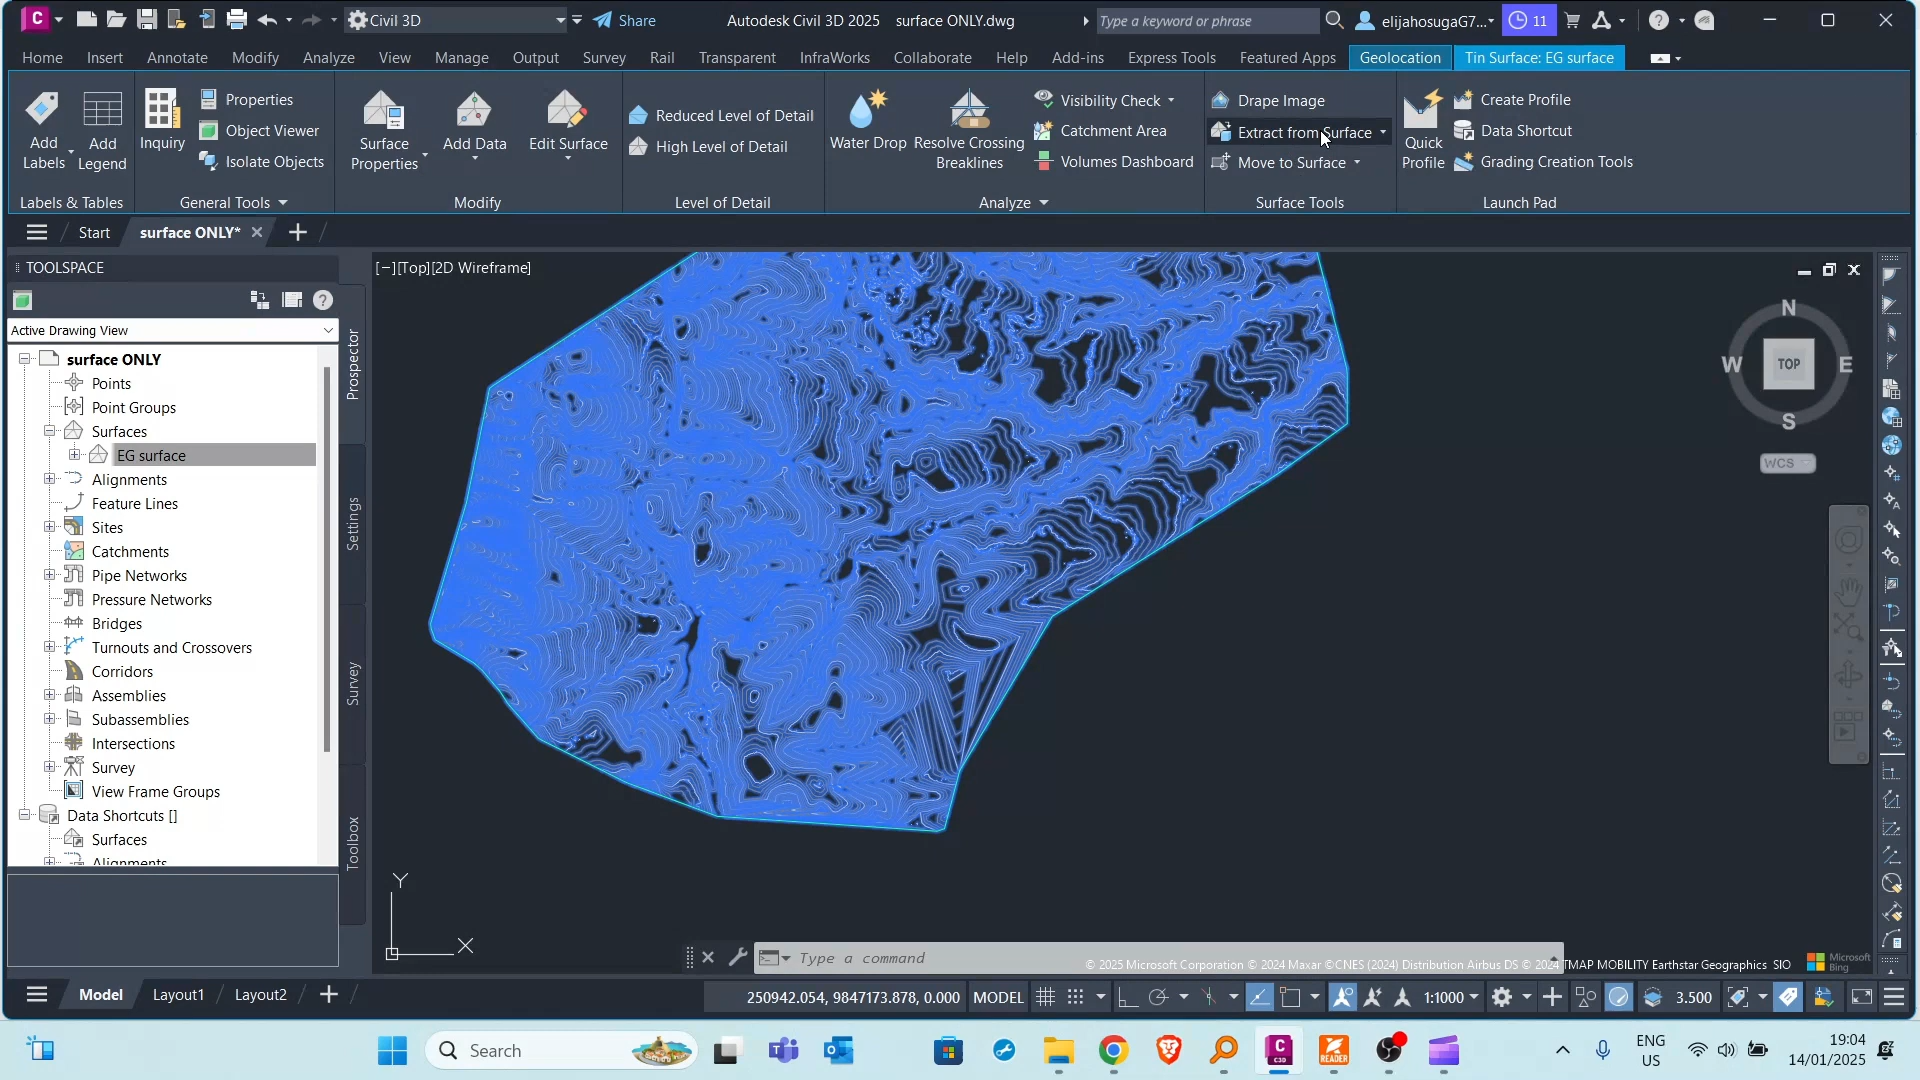 C
Civil 3D
Share
Autodesk Civil 3D 2025 surface ONLY.dwg
Type a keyword or phrase
elijahosugaG7...
11
Home Insert Annotate Modify Analyze View Manage Output Survey Rail Transparent InfraWorks Collaborate Help Add-ins Express Tools Featured Apps Geolocation Tin Surface: EG surface
Add Labels
Add Legend
Labels & Tables
Inquiry
Properties
Object Viewer
Isolate Objects
General Tools
Surface Properties
Add Data
Edit Surface
Modify
Reduced Level of Detail
High Level of Detail
Level of Detail
Water Drop
Resolve Crossing Breaklines
Visibility Check
Catchment Area
Volumes Dashboard
Analyze
Drape Image
Extract from Surface
Move to Surface
Surface Tools
Quick Profile
Create Profile
Data Shortcut
Grading Creation Tools
Launch Pad
Start
surface ONLY*
TOOLSPACE
Active Drawing View
surface ONLY
Points
Point Groups
Surfaces
EG surface
Alignments
Feature Lines
Sites
Catchments
Pipe Networks
Pressure Networks
Bridges
Turnouts and Crossovers
Corridors
Assemblies
Subassemblies
Intersections
Survey
View Frame Groups
Data Shortcuts []
Surfaces
Alignments
Prospector
Settings
Survey
Toolbox
[−][Top][2D Wireframe]
N
W
TOP
E
S
WCS
Y
X
Type a command
© 2025 Microsoft Corporation © 2024 Maxar ©CNES (2024) Distribution Airbus DS © 2024 TMAP MOBILITY Earthstar Geographics SIO
Microsoft
Bing
Model
Layout1
Layout2
250942.054, 9847173.878, 0.000
MODEL
1:1000
3.500
Search
C
C3D
READER
ENG
US
19:04
14/01/2025